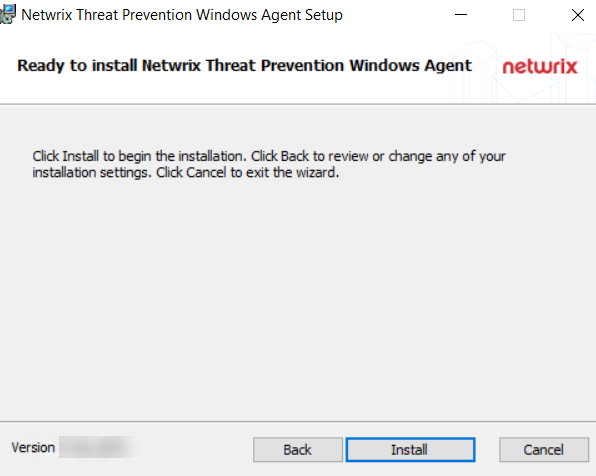 Netwrix Threat Prevention Windows Agent Setup
Ready to install Netwrix Threat Prevention Windows Agent
netwrix
Click Install to begin the installation. Click Back to review or change any of your
installation settings. Click Cancel to exit the wizard.
Version
Back
Install
Cancel